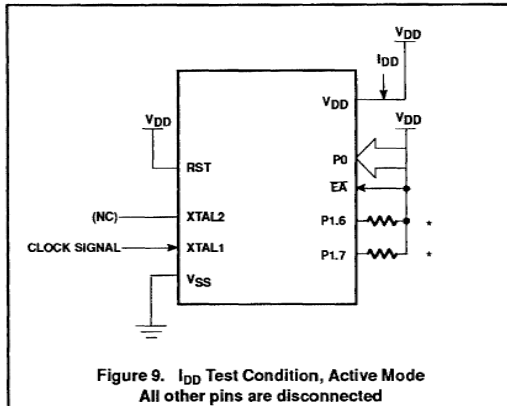 VDD
IDD
VDD
VDD
VDD
P0
RST
EA
(NC)
XTAL2
P1.6
*
CLOCK SIGNAL
XTAL1
P1.7
*
VSS
Figure 9. IDD Test Condition, Active Mode
All other pins are disconnected